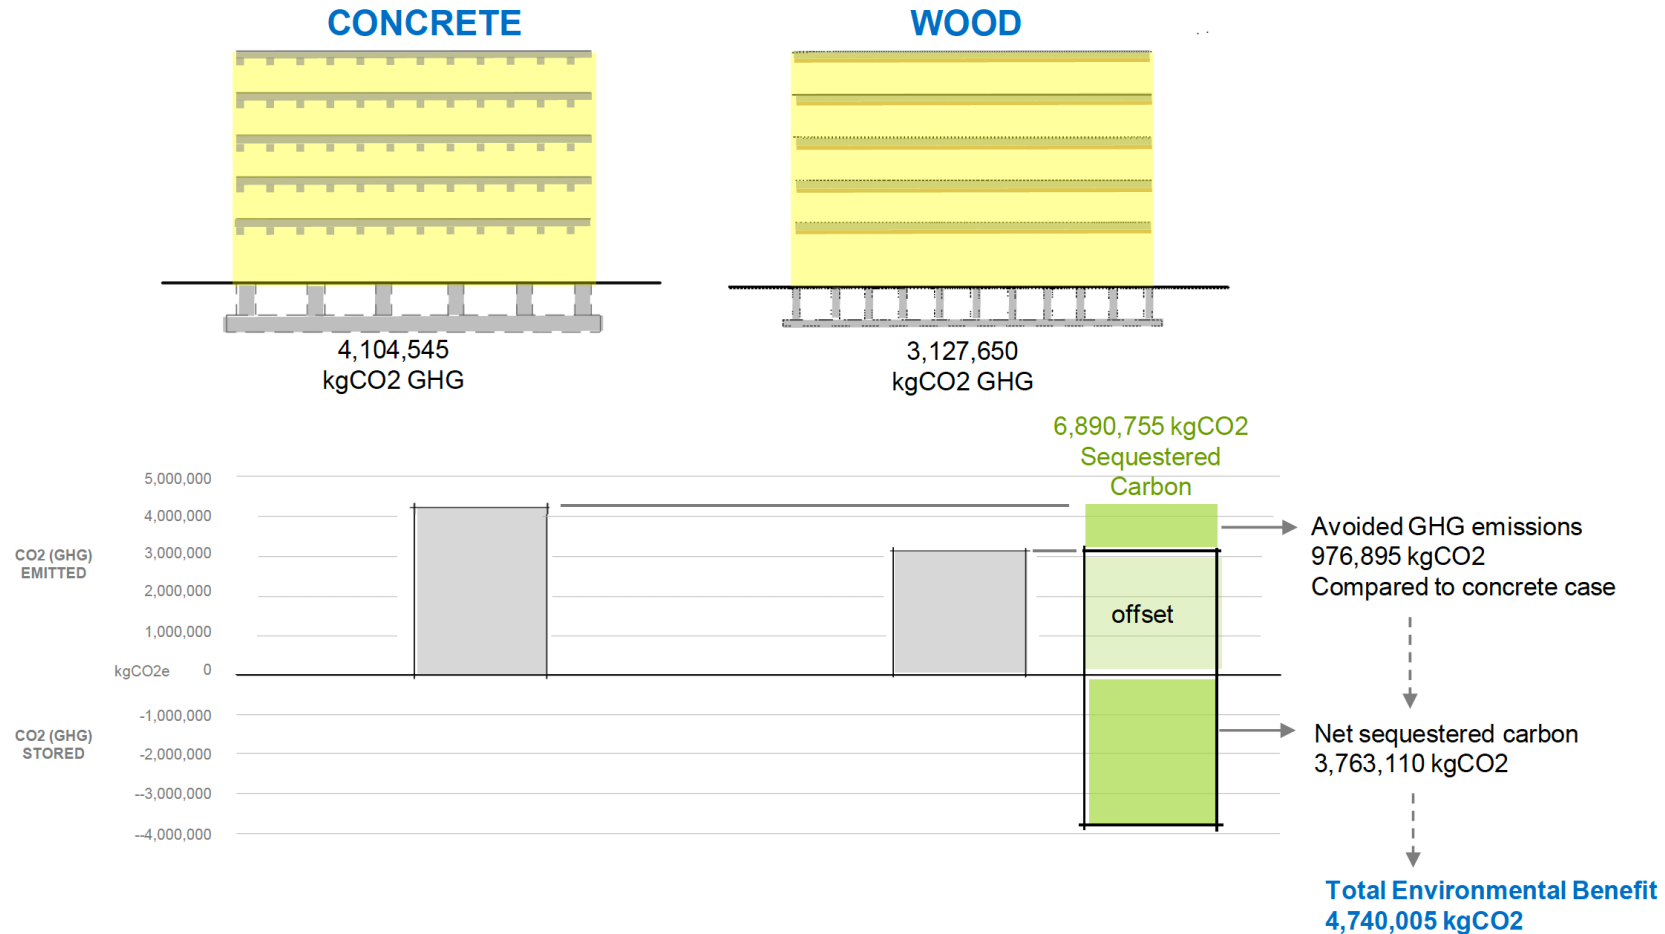 CONCRETE
WOOD
4,104,545
kgCO2 GHG
3,127,650
kgCO2 GHG
6,890,755 kgCO2
Sequestered
Carbon
5,000,000
4,000,000
3,000,000
2,000,000
1,000,000
kgCO2e 0
-1,000,000
-2,000,000
--3,000,000
--4,000,000
CO2 (GHG)
EMITTED
CO2 (GHG)
STORED
offset
Avoided GHG emissions
976,895 kgCO2
Compared to concrete case
Net sequestered carbon
3,763,110 kgCO2
Total Environmental Benefit
4,740,005 kgCO2